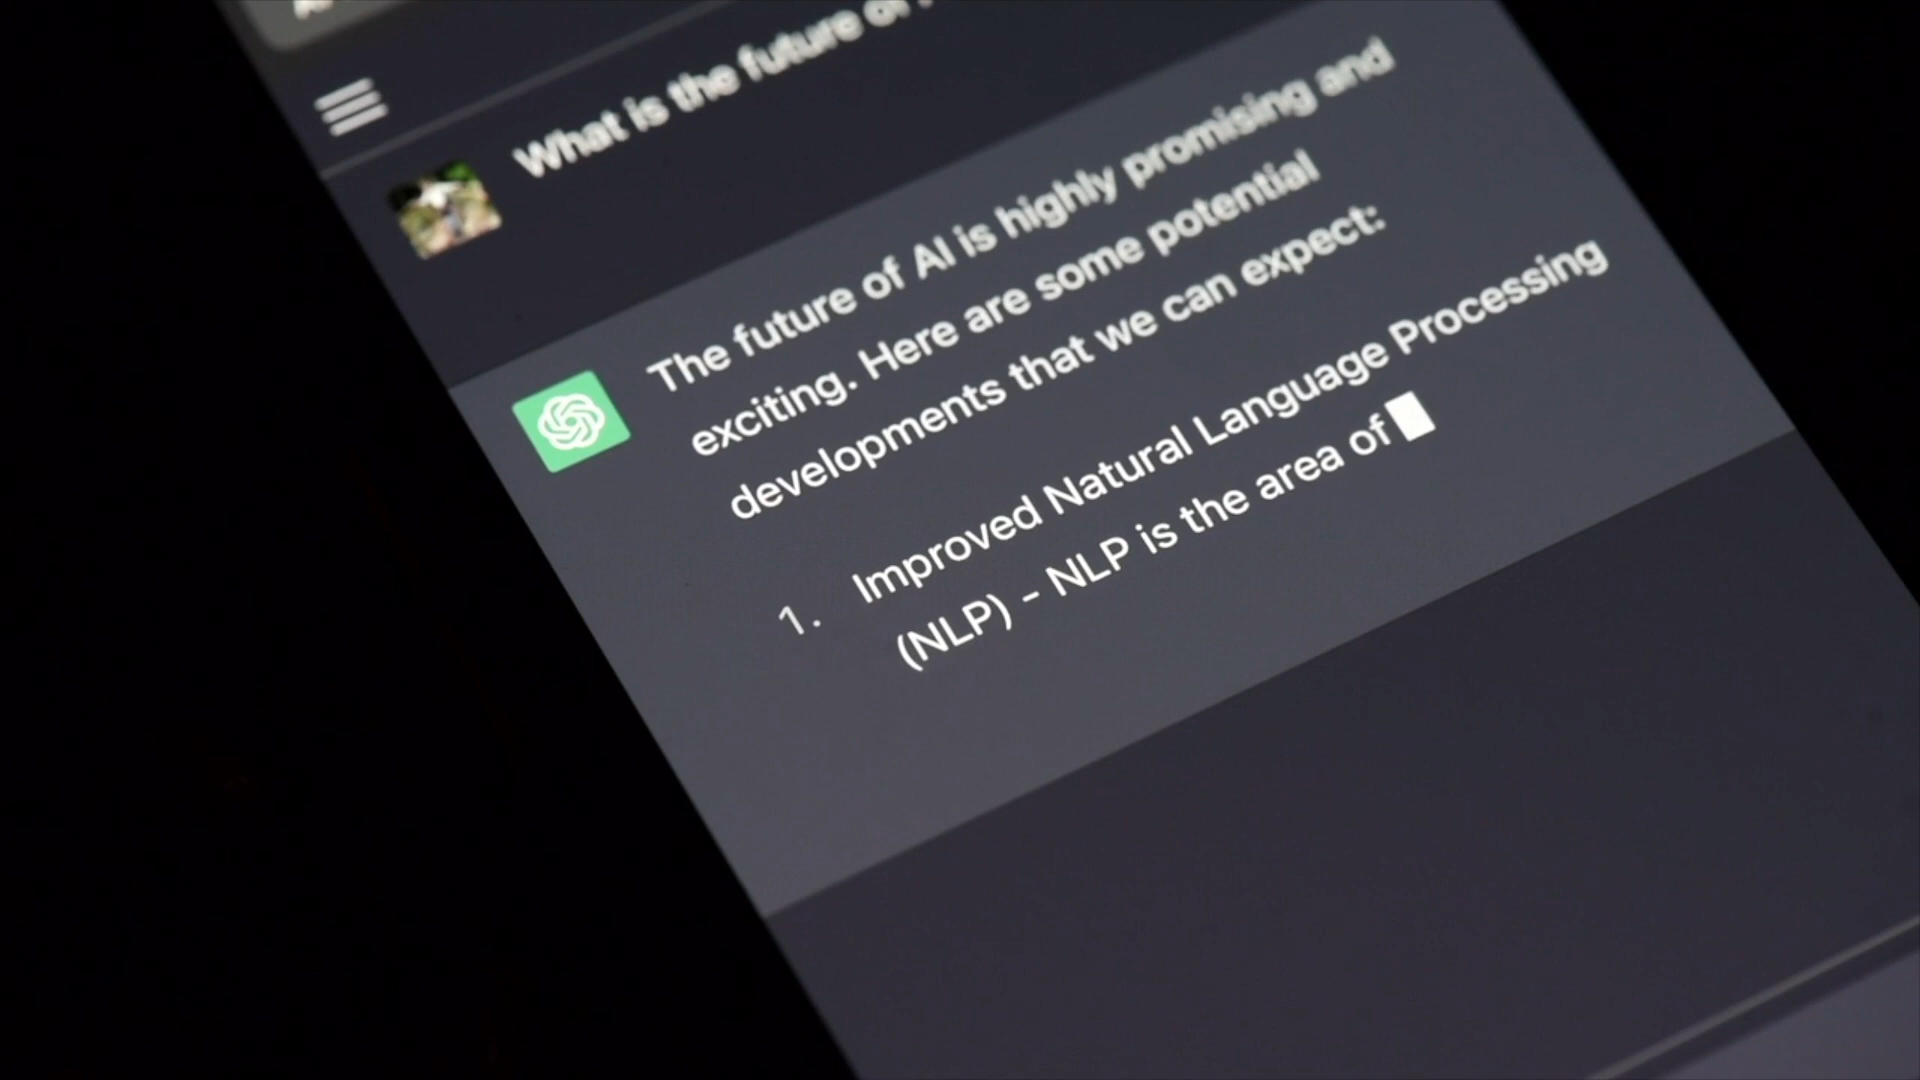 What is the future of
The future of AI is highly promising and
exciting. Here are some potential
developments that we can expect:
1. Improved Natural Language Processing
(NLP) - NLP is the area of